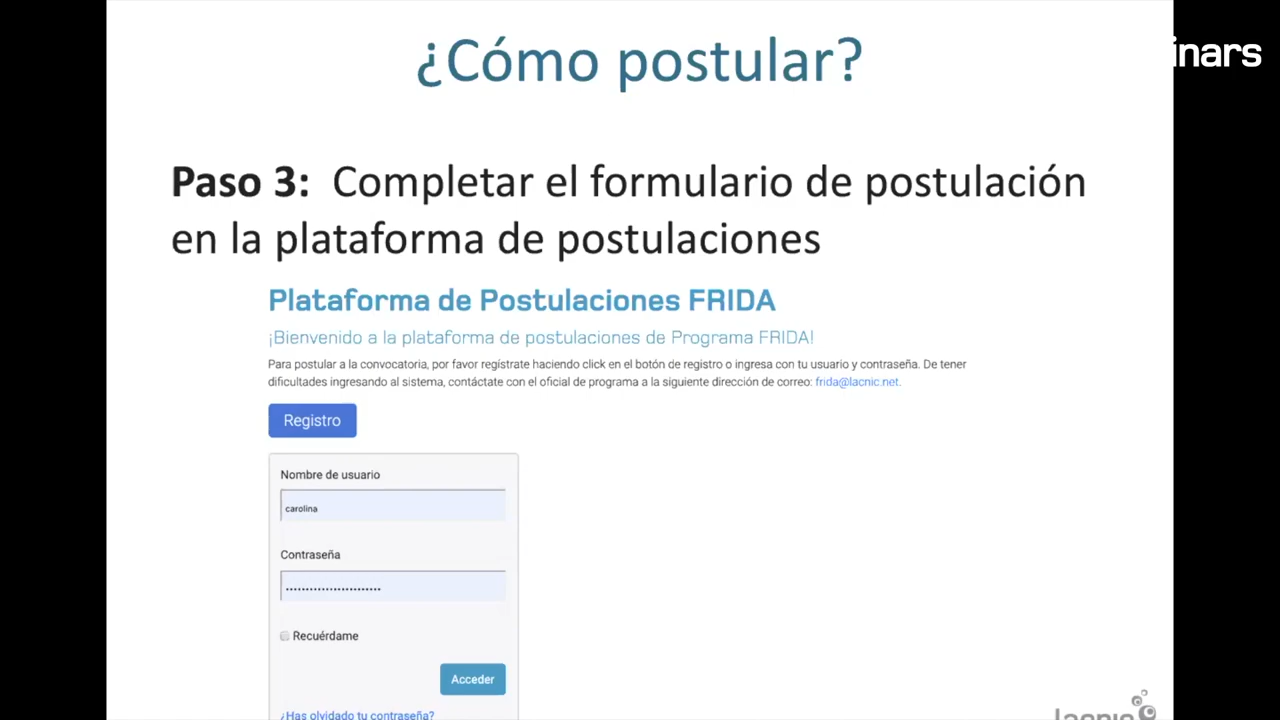 ¿Cómo postular?
inars
Paso 3: Completar el formulario de postulación
en la plataforma de postulaciones
Plataforma de Postulaciones FRIDA
¡Bienvenido a la plataforma de postulaciones de Programa FRIDA!
Para postular a la convocatoria, por favor regístrate haciendo click en el botón de registro o ingresa con tu usuario y contraseña. De tener
dificultades ingresando al sistema, contáctate con el oficial de programa a la siguiente dirección de correo: frida@lacnic.net.
Registro
Nombre de usuario
carolina
Contraseña
Recuérdame
Acceder
¿Has olvidado tu contraseña?
lacnic